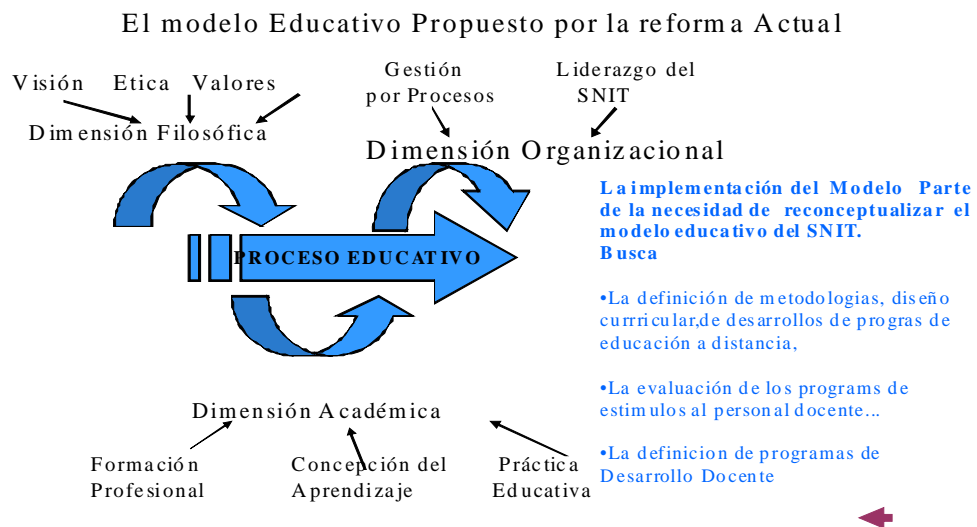 El modelo Educativo Propuesto por la reforma Actual
Visión Etica Valores
Dimensión Filosófica
Gestión
por Procesos
Liderazgo del
SNIT
Dimensión Organizacional
PROCESO EDUCATIVO
La implementación del Modelo Parte
de la necesidad de reconceptualizar el
modelo educativo del SNIT.
Busca
•La definición de metodologias, diseño
currricular,de desarrollos de progras de
educación a distancia,
•La evaluación de los programs de
estimulos al personal docente...
•La definicion de programas de
Desarrollo Docente
Dimensión Académica
Formación
Profesional
Concepción del
Aprendizaje
Práctica
Educativa